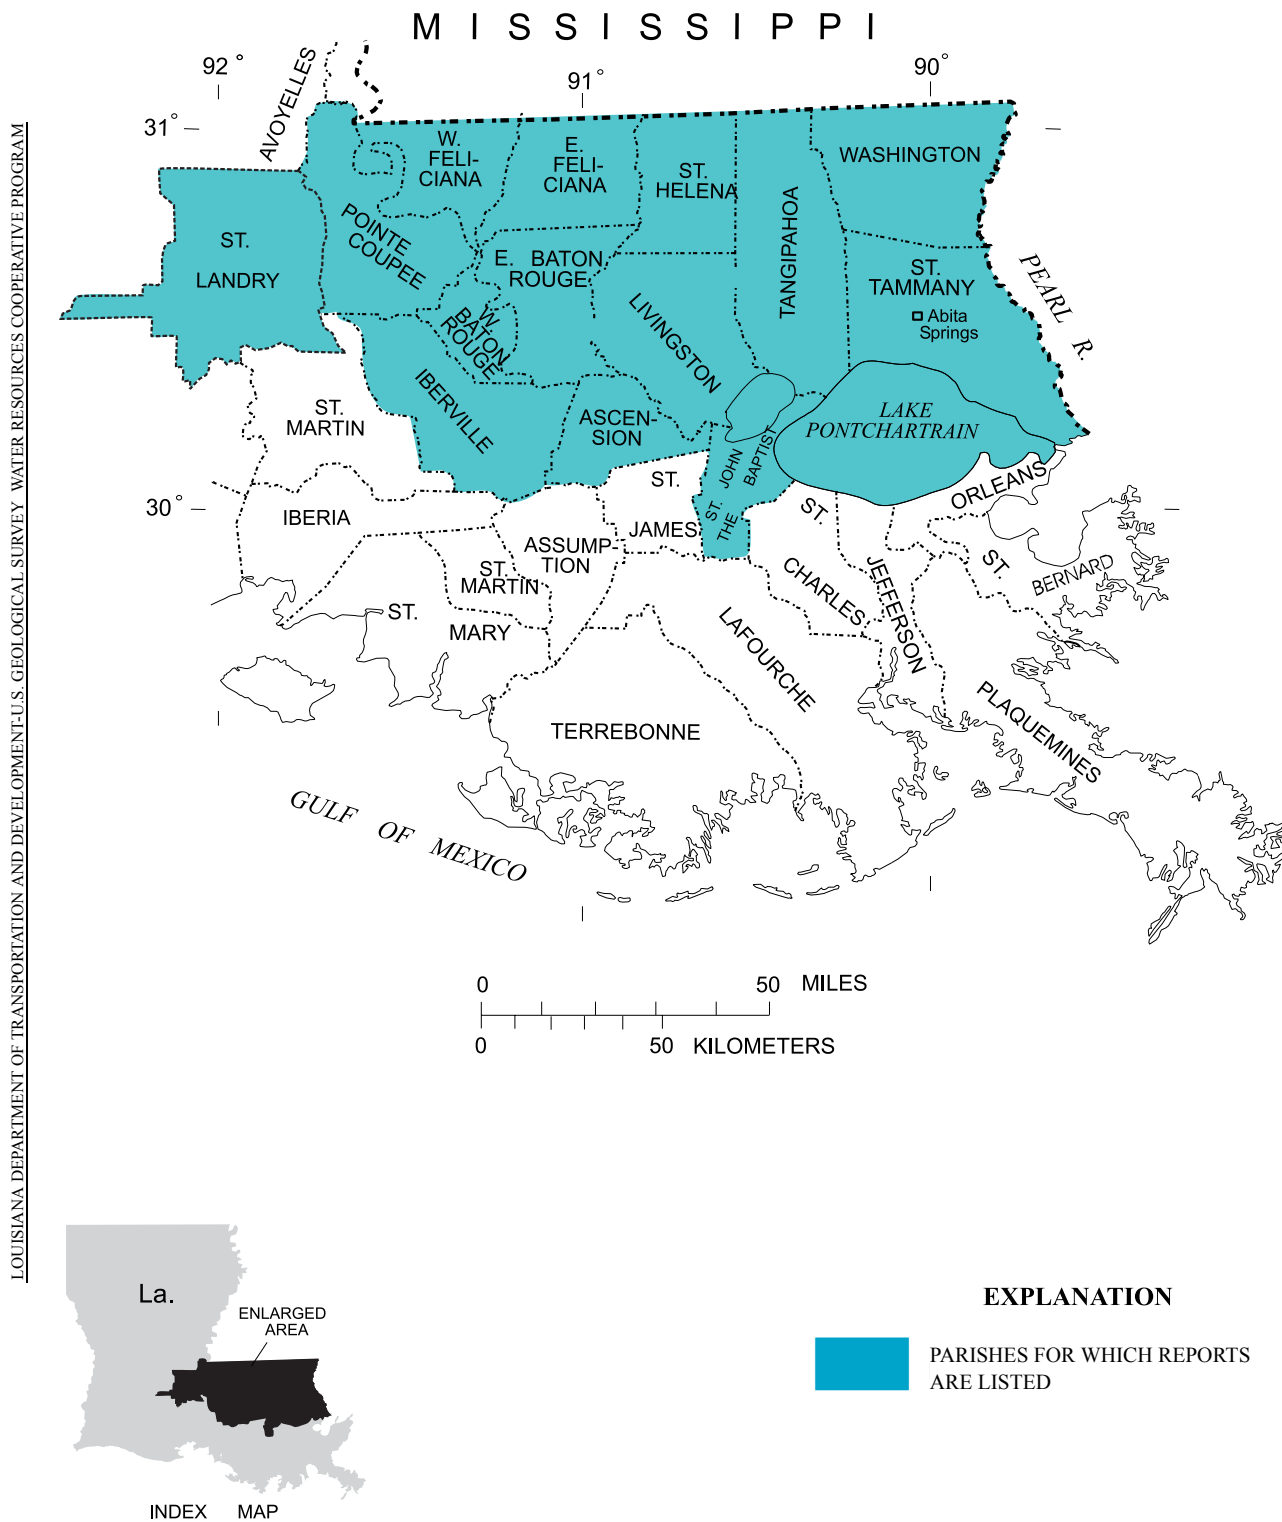 M I S S I S S I P P I
92°
91°
90°
31°
30°
AVOYELLES
W.
FELI-
CIANA
E.
FELI-
CIANA
ST.
HELENA
TANGIPAHOA
WASHINGTON
ST.
LANDRY
POINTE
COUPEE
E. BATON
ROUGE
W.
BATON
ROUGE
LIVINGSTON
ST.
TAMMANY
Abita
Springs
PEARL R.
IBERVILLE
ASCEN-
SION
LAKE
PONTCHARTRAIN
ST. JOHN
THE BAPTIST
ST.
MARTIN
ST.
JAMES
ORLEANS
IBERIA
ASSUMP-
TION
ST.
MARTIN
ST.
CHARLES
JEFFERSON
ST.
BERNARD
ST.
MARY
LAFOURCHE
TERREBONNE
PLAQUEMINES
GULF OF MEXICO
0 50 MILES
0 50 KILOMETERS
LOUISIANA DEPARTMENT OF TRANSPORTATION AND DEVELOPMENT-U.S. GEOLOGICAL SURVEY WATER RESOURCES COOPERATIVE PROGRAM
La.
ENLARGED
AREA
INDEX MAP
EXPLANATION
PARISHES FOR WHICH REPORTS
ARE LISTED